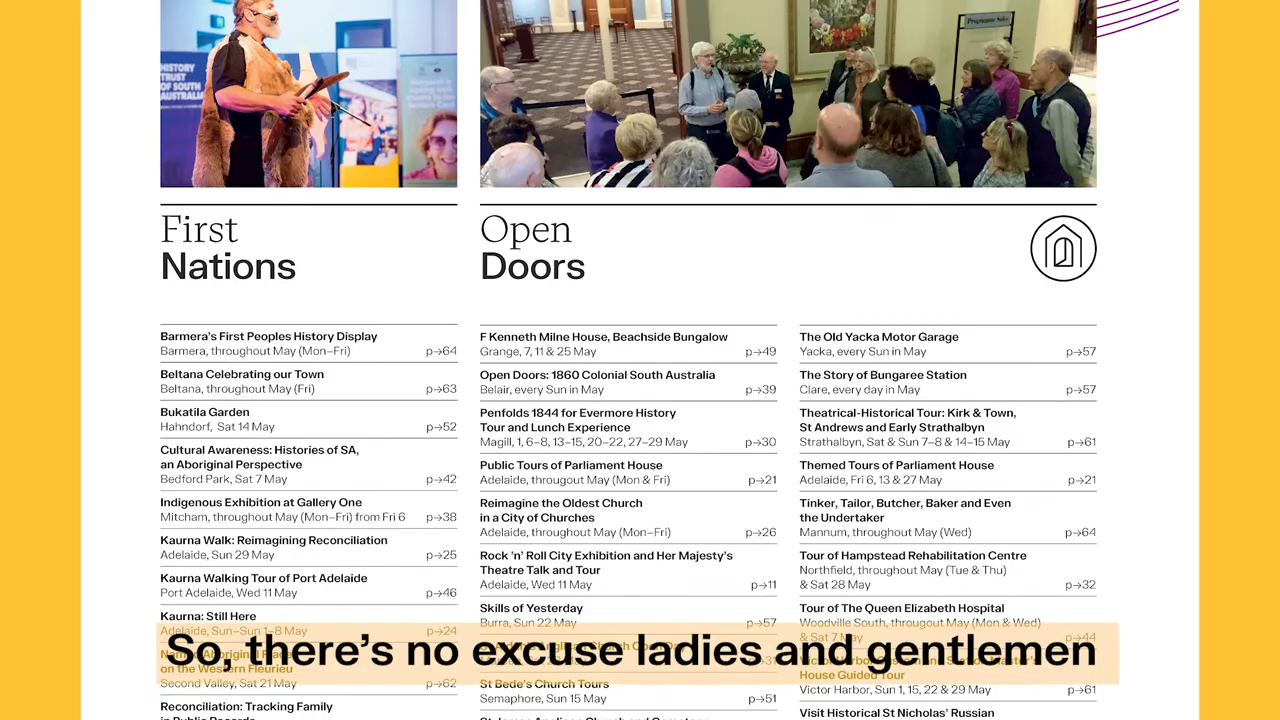 HISTORY
TRUST
OF SOUTH
AUSTRALIA
Programme Sales
First
Nations
Barmera's First Peoples History Display
Barmera, throughout May (Mon–Fri) p→64
Beltana Celebrating our Town
Beltana, throughout May (Fri) p→63
Bukatila Garden
Hahndorf, Sat 14 May p→52
Cultural Awareness: Histories of SA,
an Aboriginal Perspective
Bedford Park, Sat 7 May p→42
Indigenous Exhibition at Gallery One
Mitcham, throughout May (Mon–Fri) from Fri 6 p→38
Kaurna Walk: Reimagining Reconciliation
Adelaide, Sun 29 May p→25
Kaurna Walking Tour of Port Adelaide
Port Adelaide, Wed 11 May p→46
Kaurna: Still Here
Adelaide, Sun–Sun 1–8 May p→24
on the Western Fleurieu
Second Valley, Sat 21 May p→62
Reconciliation: Tracking Family
in Public Records
Open
Doors
F Kenneth Milne House, Beachside Bungalow
Grange, 7, 11 & 25 May p→49
Open Doors: 1860 Colonial South Australia
Belair, every Sun in May p→39
Penfolds 1844 for Evermore History
Tour and Lunch Experience
Magill, 1, 6–8, 13–15, 20–22, 27–29 May p→30
Public Tours of Parliament House
Adelaide, througout May (Mon & Fri) p→21
Reimagine the Oldest Church
in a City of Churches
Adelaide, throughout May (Mon–Fri) p→26
Rock 'n' Roll City Exhibition and Her Majesty's
Theatre Talk and Tour
Adelaide, Wed 11 May p→11
Skills of Yesterday
Burra, Sun 22 May p→57
St Bede's Church Tours
Semaphore, Sun 15 May p→51
The Old Yacka Motor Garage
Yacka, every Sun in May p→57
The Story of Bungaree Station
Clare, every day in May p→57
Theatrical-Historical Tour: Kirk & Town,
St Andrews and Early Strathalbyn
Strathalbyn, Sat & Sun 7–8 & 14–15 May p→61
Themed Tours of Parliament House
Adelaide, Fri 6, 13 & 27 May p→21
Tinker, Tailor, Butcher, Baker and Even
the Undertaker
Mannum, throughout May (Wed) p→64
Tour of Hampstead Rehabilitation Centre
Northfield, throughout May (Tue & Thu)
& Sat 28 May p→32
Tour of The Queen Elizabeth Hospital
Woodville South, througout May (Mon & Wed)
& Sat 7 May p→44
House Guided Tour
Victor Harbor, Sun 1, 15, 22 & 29 May p→61
Visit Historical St Nicholas' Russian
So, there's no excuse ladies and gentlemen